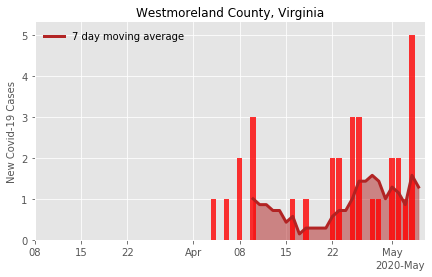 Westmoreland County, Virginia
7 day moving average
New Covid-19 Cases
5
4
3
2
1
0
08 15 22 Apr 08 15 22 May
2020-May